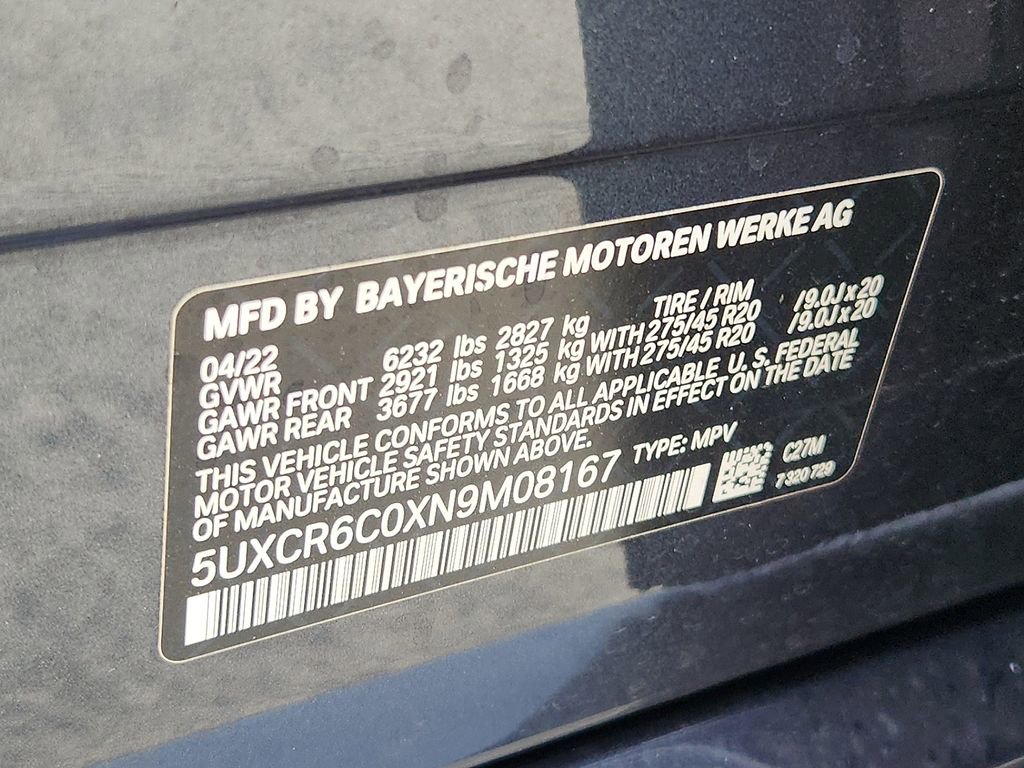 MFD BY BAYERISCHE MOTOREN WERKE AG
04/22 TIRE / RIM
GVWR 6232 lbs 2827 kg
GAWR FRONT 2921 lbs 1325 kg WITH 275/45 R20 /9.0J x 20
GAWR REAR 3677 lbs 1668 kg WITH 275/45 R20 /9.0J x 20
THIS VEHICLE CONFORMS TO ALL APPLICABLE U. S. FEDERAL
MOTOR VEHICLE SAFETY STANDARDS IN EFFECT ON THE DATE
OF MANUFACTURE SHOWN ABOVE.
5UXCR6C0XN9M08167 TYPE: MPV
C27M
7320729